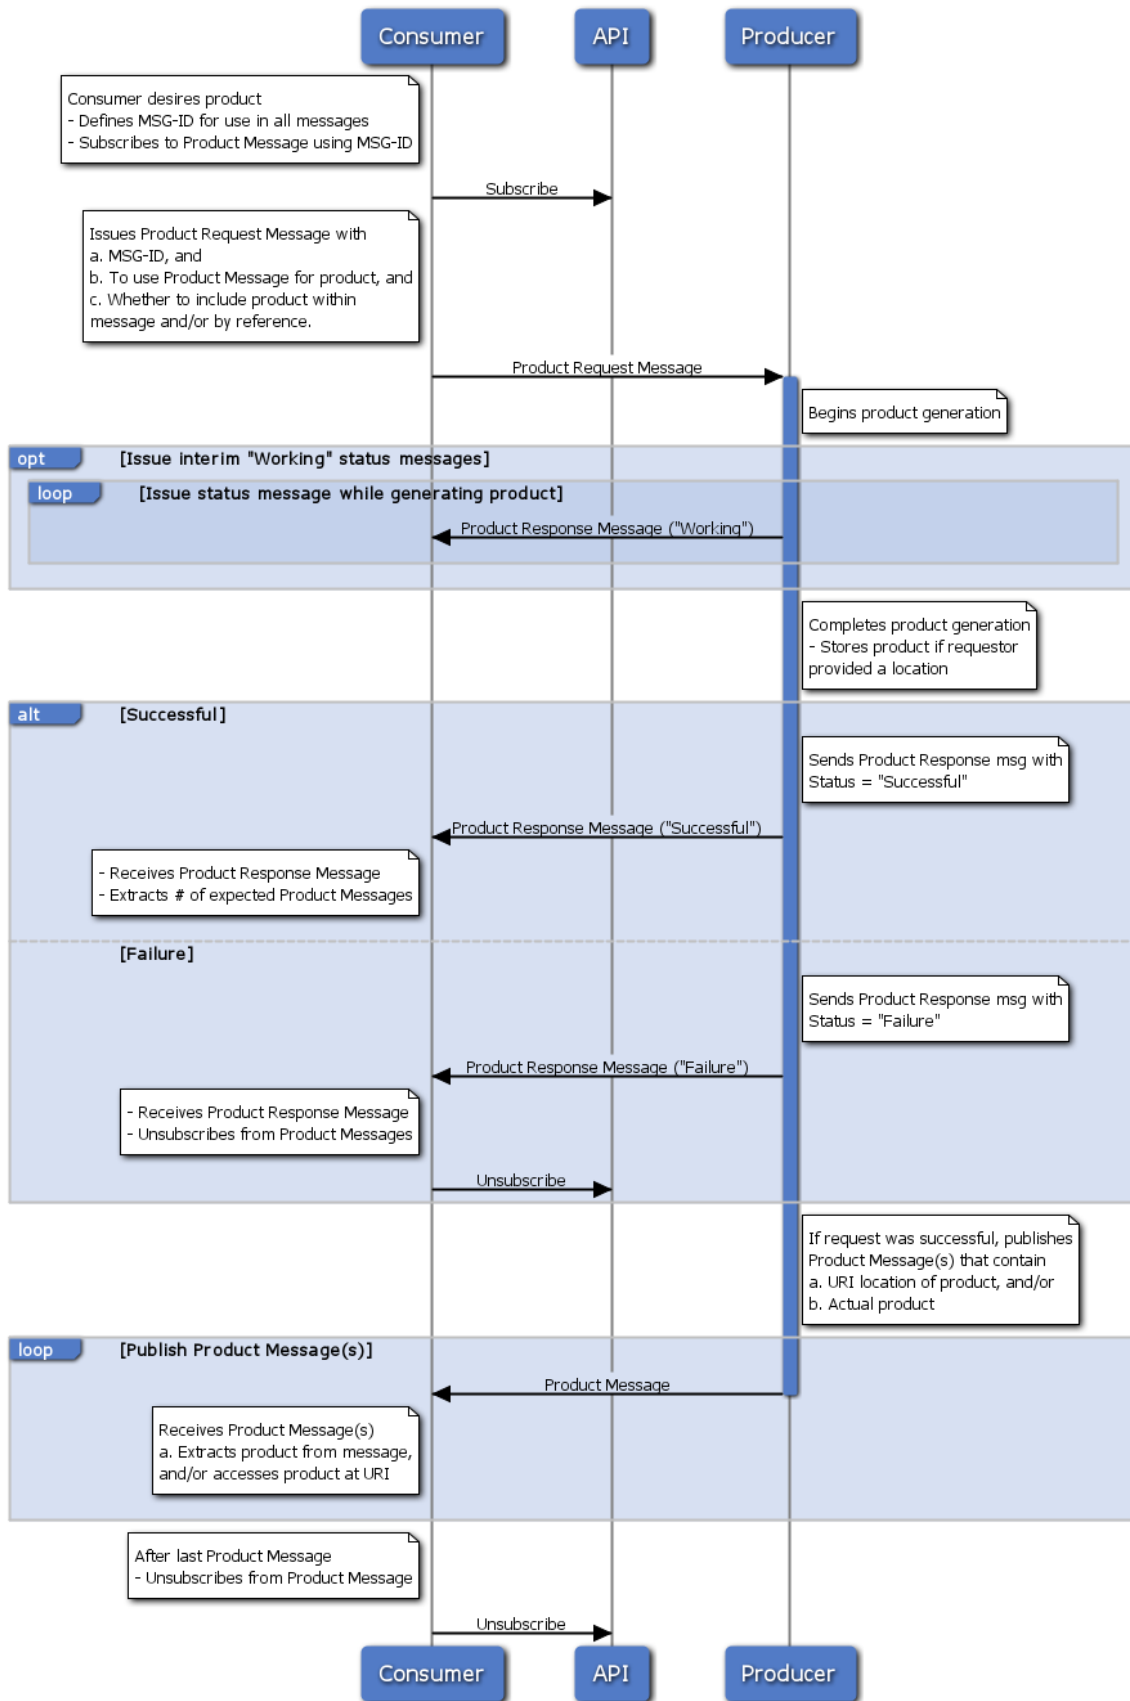 Consumer
API
Producer
Consumer desires product
- Defines MSG-ID for use in all messages
- Subscribes to Product Message using MSG-ID
Subscribe
Issues Product Request Message with
a. MSG-ID, and
b. To use Product Message for product, and
c. Whether to include product within
message and/or by reference.
Product Request Message
Begins product generation
opt
[Issue interim "Working" status messages]
loop
[Issue status message while generating product]
Product Response Message ("Working")
Completes product generation
- Stores product if requestor
provided a location
alt
[Successful]
Sends Product Response msg with
Status = "Successful"
Product Response Message ("Successful")
- Receives Product Response Message
- Extracts # of expected Product Messages
[Failure]
Sends Product Response msg with
Status = "Failure"
Product Response Message ("Failure")
- Receives Product Response Message
- Unsubscribes from Product Messages
Unsubscribe
If request was successful, publishes
Product Message(s) that contain
a. URI location of product, and/or
b. Actual product
loop
[Publish Product Message(s)]
Product Message
Receives Product Message(s)
a. Extracts product from message,
and/or accesses product at URI
After last Product Message
- Unsubscribes from Product Message
Unsubscribe
Consumer
API
Producer